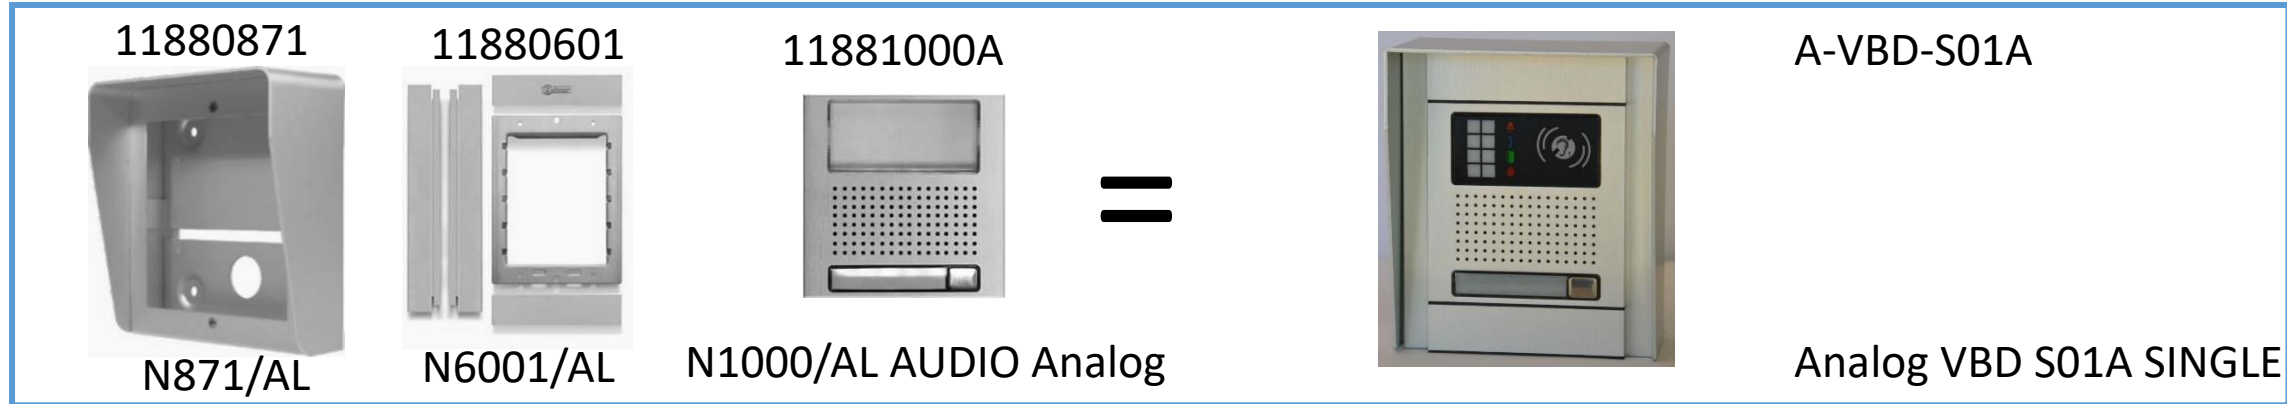 11880871
11880601
11881000A
A-VBD-S01A
N871/AL
N6001/AL
N1000/AL AUDIO Analog
Analog VBD S01A SINGLE